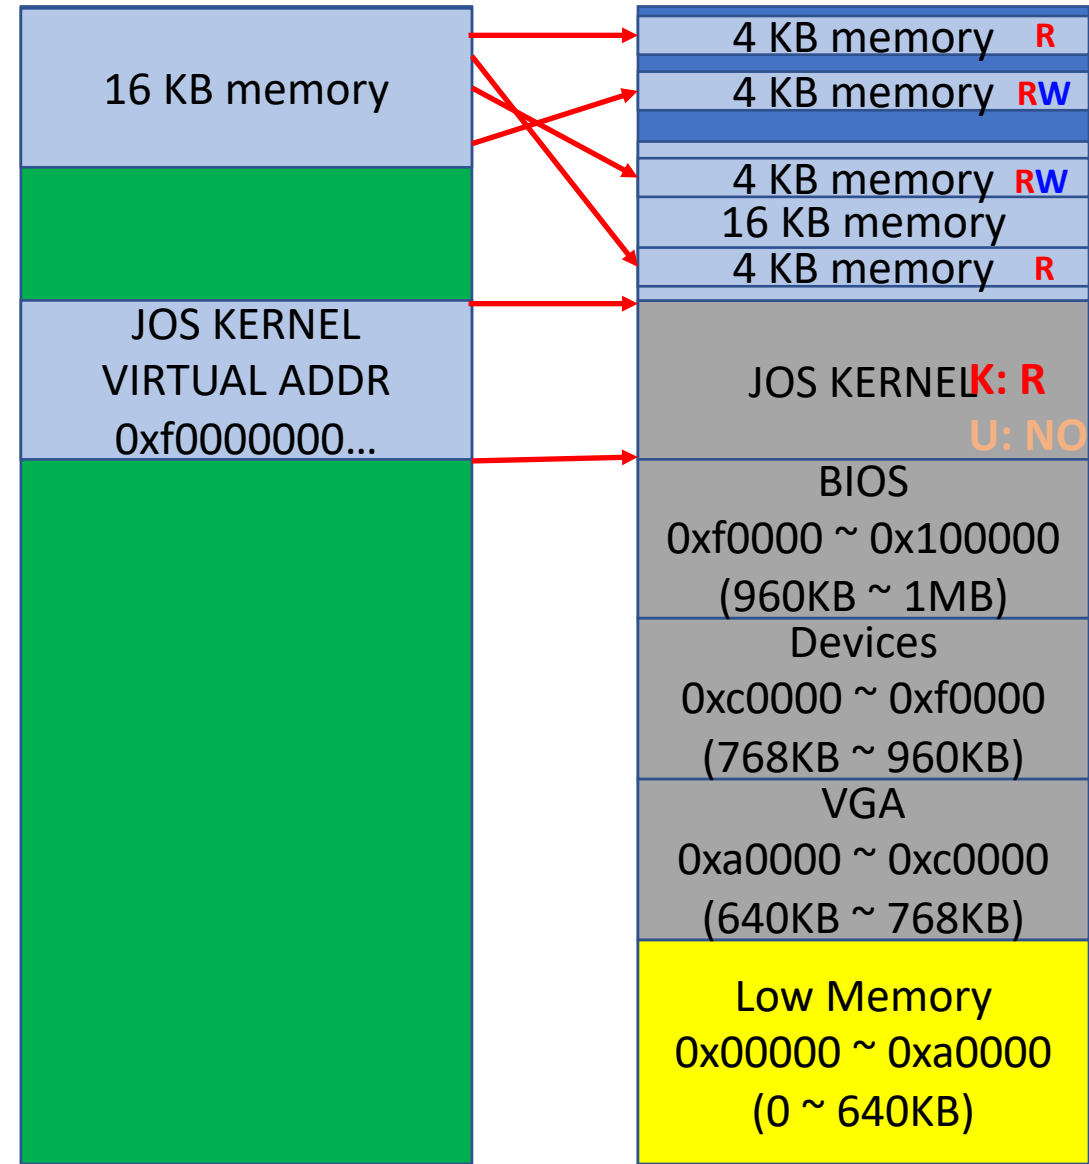 16 KB memory
JOS KERNEL
VIRTUAL ADDR
0xf0000000…
4 KB memory R
4 KB memory RW
4 KB memory RW
16 KB memory
4 KB memory R
JOS KERNEL K: R
U: NO
BIOS
0xf0000 ~ 0x100000
(960KB ~ 1MB)
Devices
0xc0000 ~ 0xf0000
(768KB ~ 960KB)
VGA
0xa0000 ~ 0xc0000
(640KB ~ 768KB)
Low Memory
0x00000 ~ 0xa0000
(0 ~ 640KB)